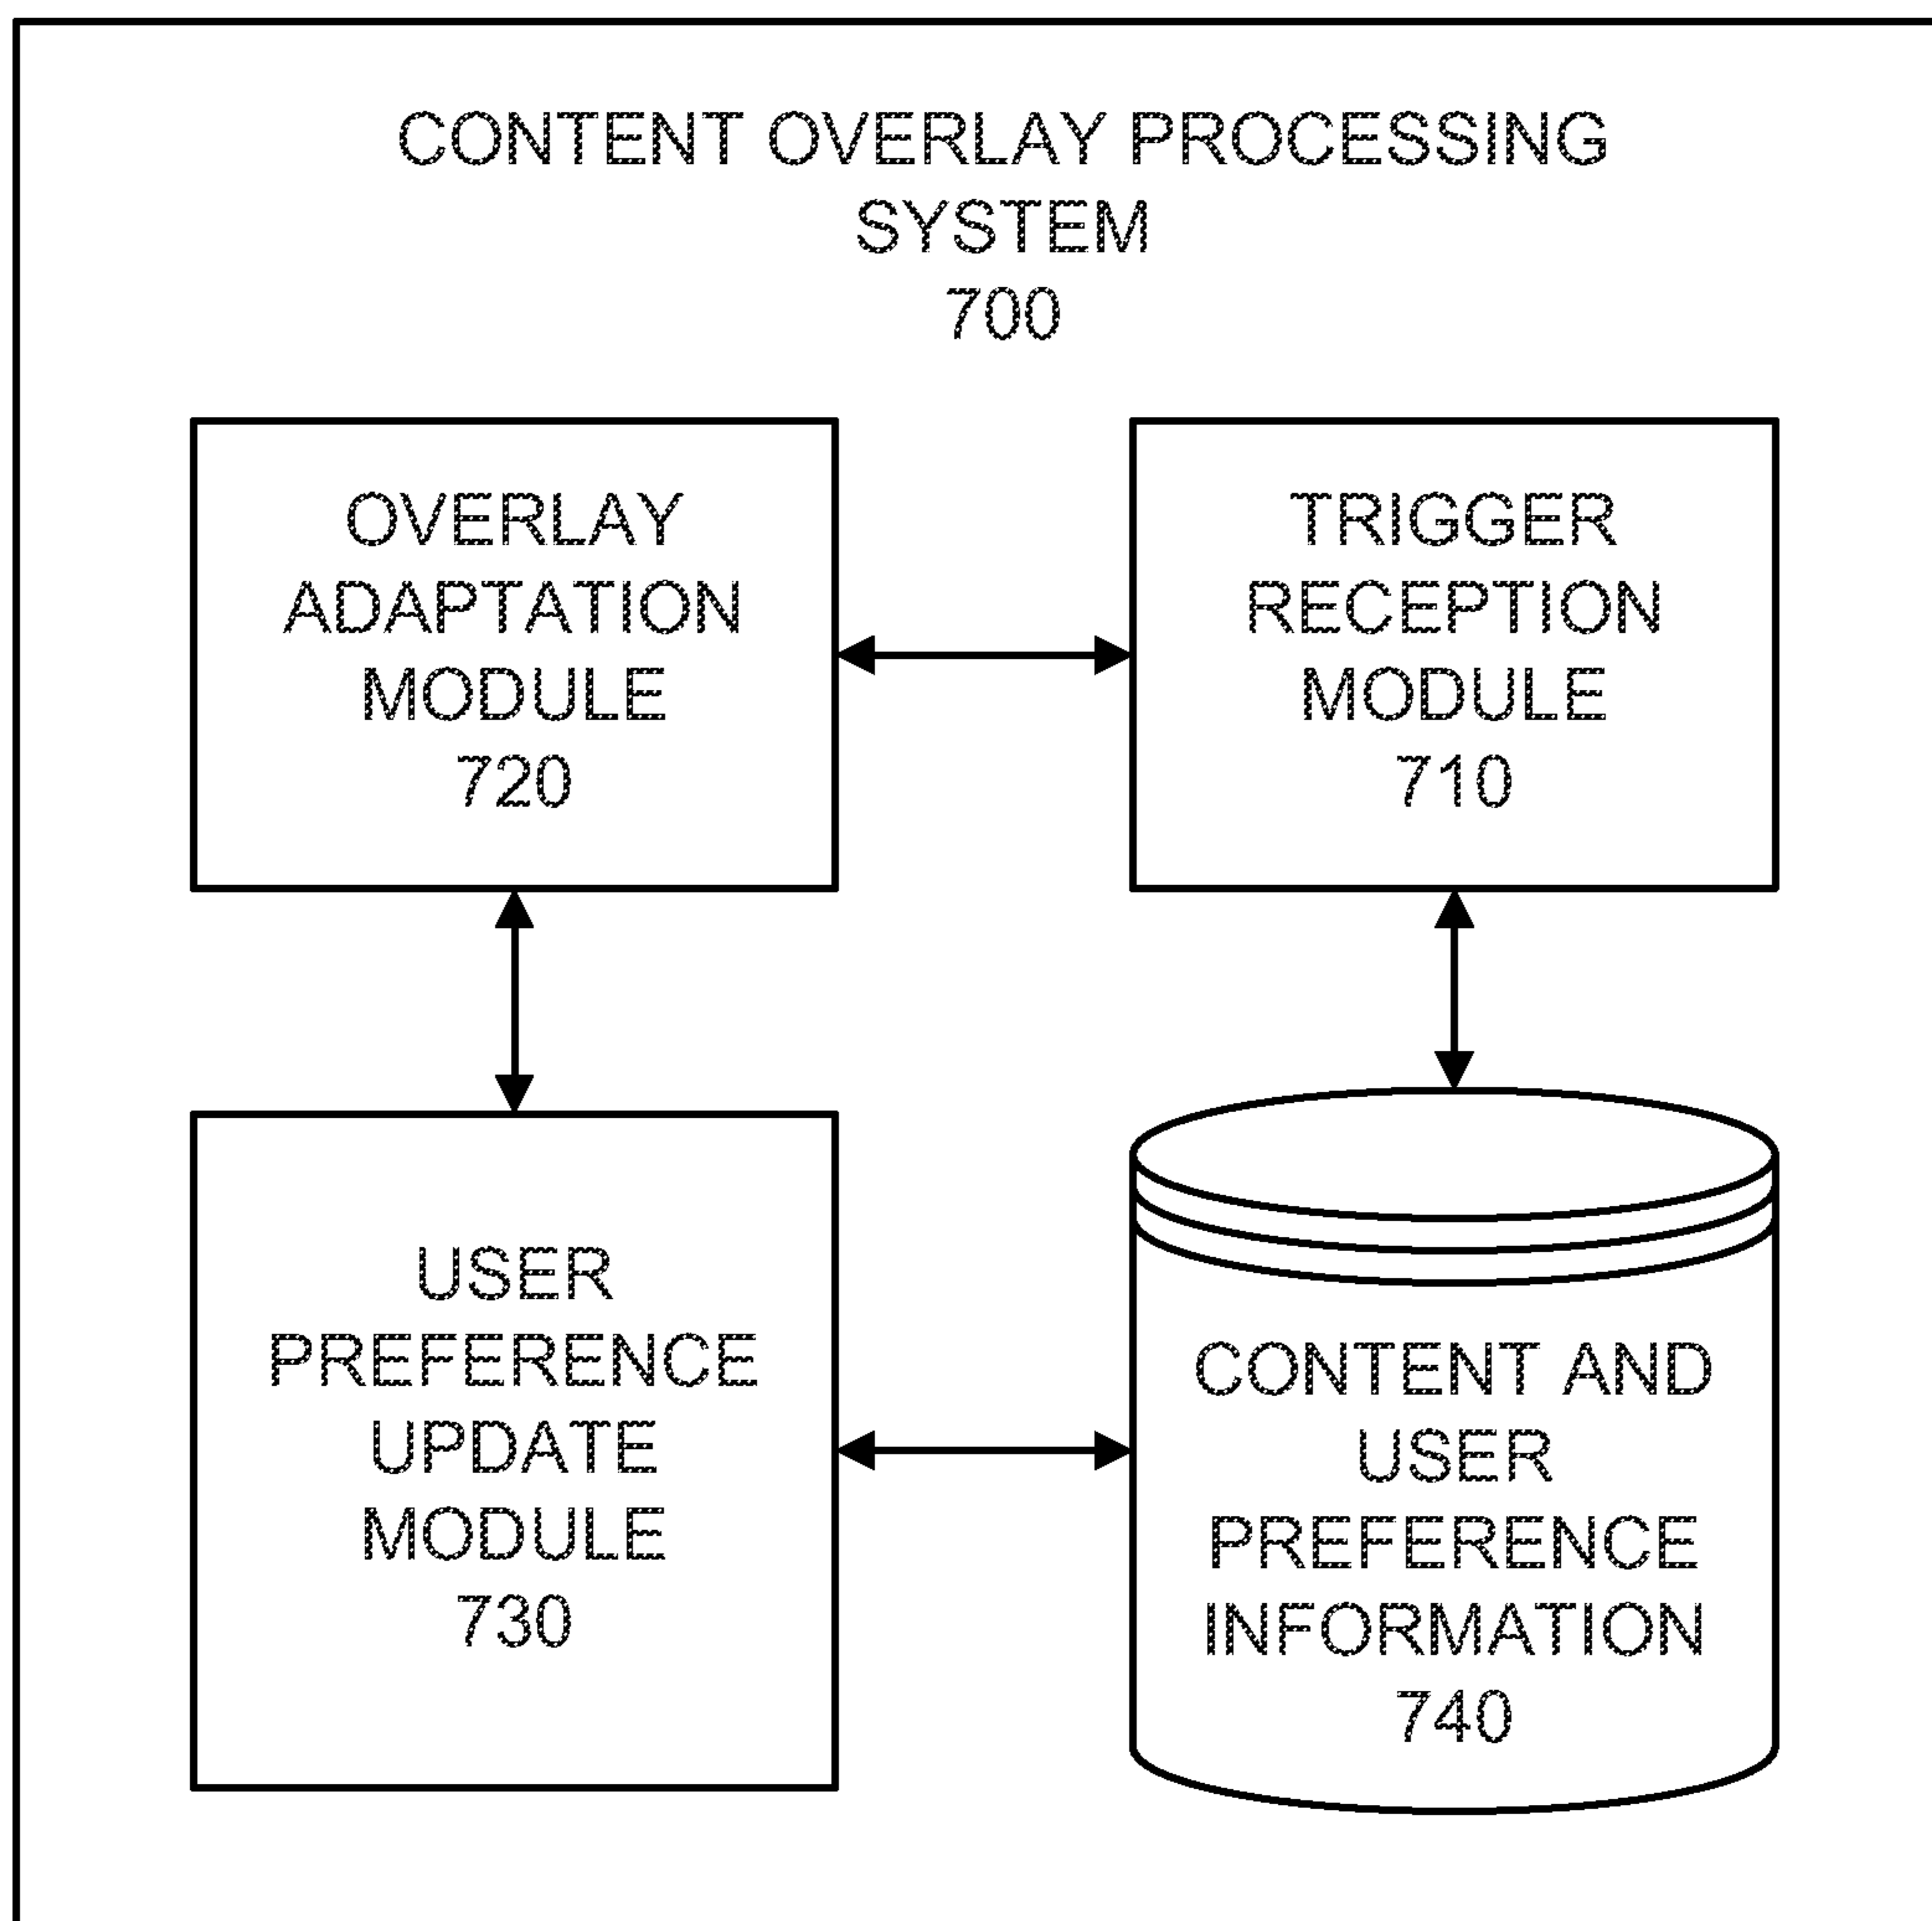 CONTENT OVERLAY PROCESSING
SYSTEM
700
OVERLAY
ADAPTATION
MODULE
720
TRIGGER
RECEPTION
MODULE
710
USER
PREFERENCE
UPDATE
MODULE
730
CONTENT AND
USER
PREFERENCE
INFORMATION
740